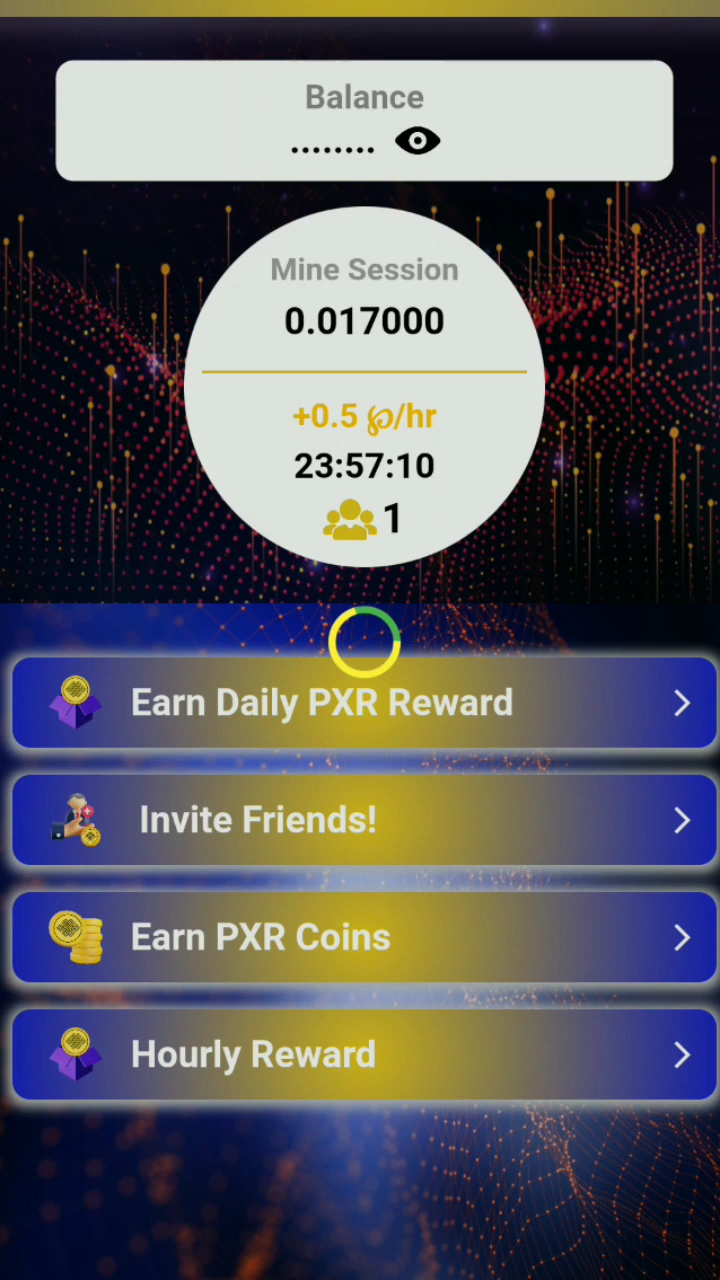 Balance
........
Mine Session
0.017000
+0.5 ℘/hr
23:57:10
1
Earn Daily PXR Reward
Invite Friends!
Earn PXR Coins
Hourly Reward